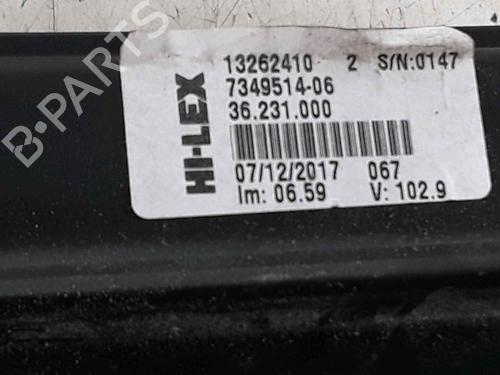 13262410 2 S/N:0147
7349514-06
36.231.000
HI-LEX
07/12/2017 067
Im: 06.59 V: 102.9
B-PARTS